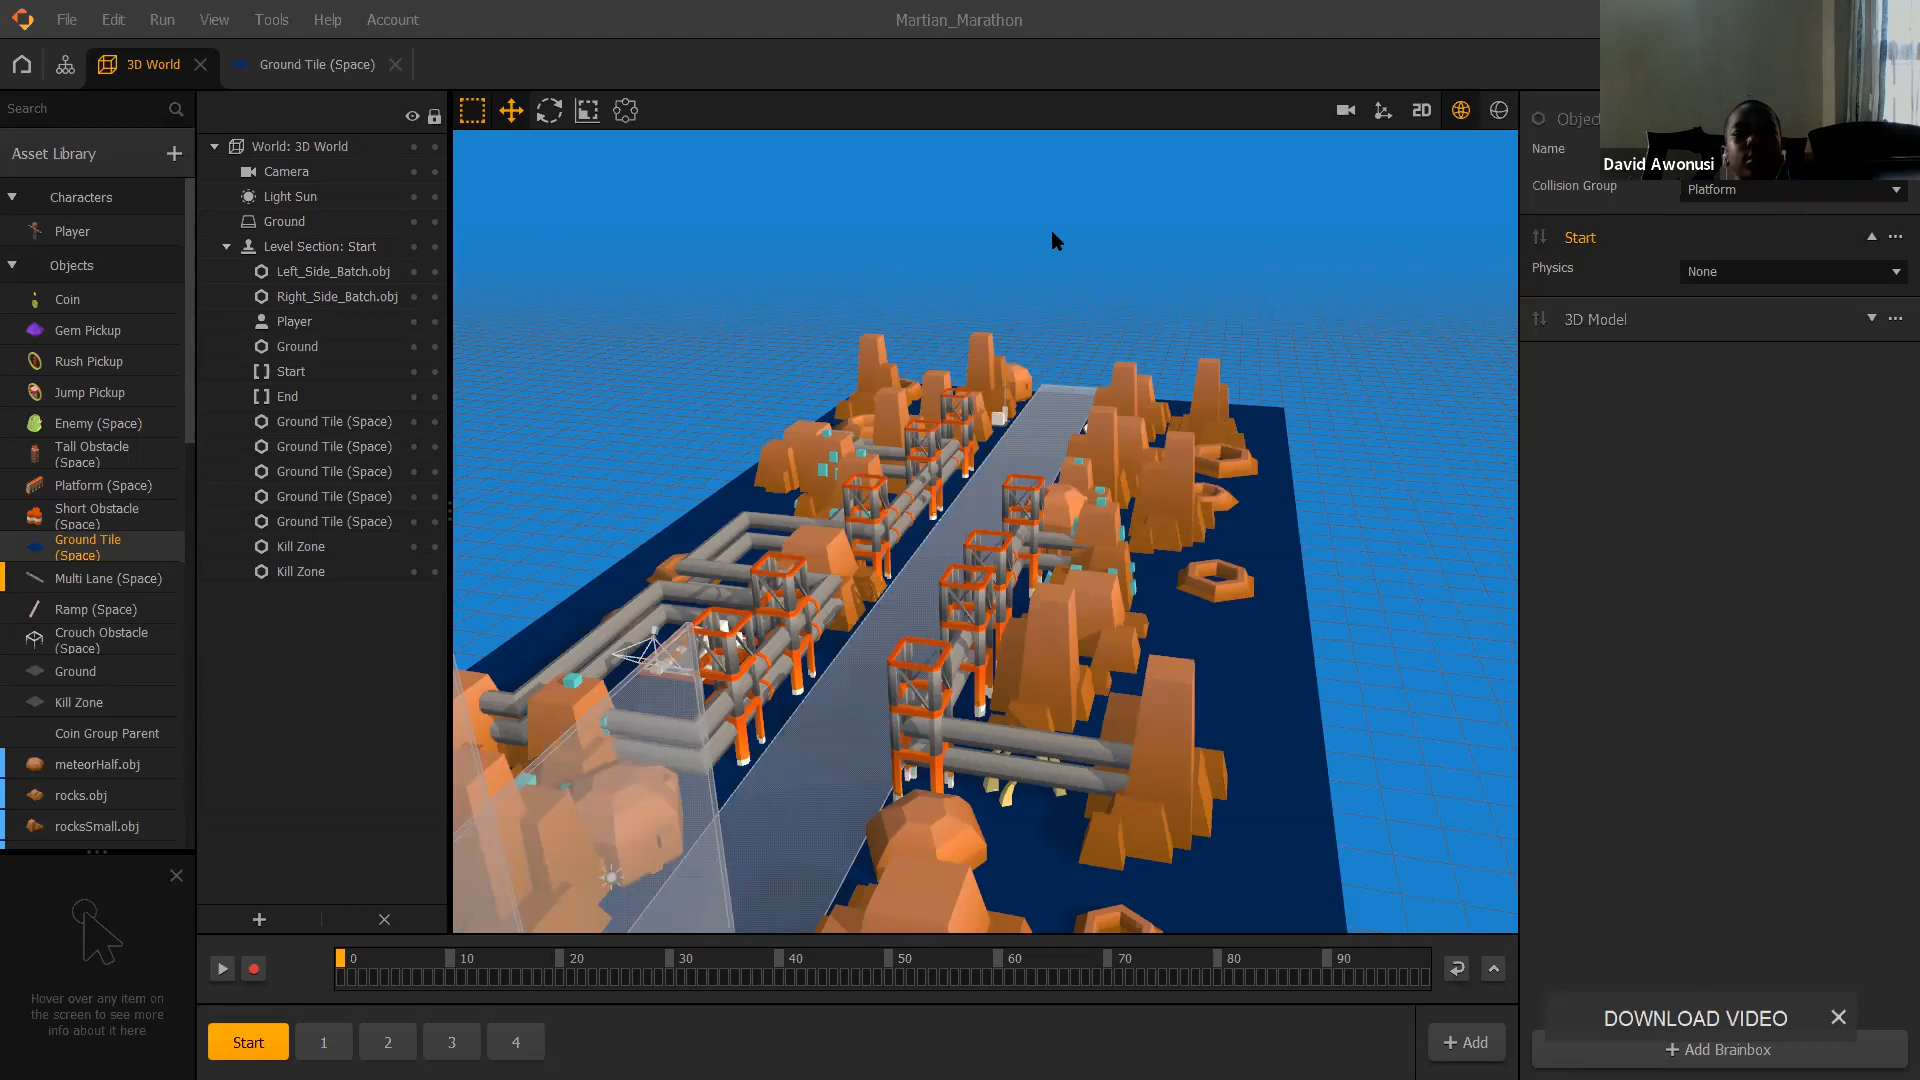 File Edit Run View Tools Help Account
Martian_Marathon
3D World
Ground Tile (Space)
Search
Asset Library
Characters
Player
Objects
Coin
Gem Pickup
Rush Pickup
Jump Pickup
Enemy (Space)
Tall Obstacle
(Space)
Platform (Space)
Short Obstacle
(Space)
Ground Tile
(Space)
Multi Lane (Space)
Ramp (Space)
Crouch Obstacle
(Space)
Ground
Kill Zone
Coin Group Parent
meteorHalf.obj
rocks.obj
rocksSmall.obj
Hover over any item on
the screen to see more
info about it here
World: 3D World
Camera
Light Sun
Ground
Level Section: Start
Left_Side_Batch.obj
Right_Side_Batch.obj
Player
Ground
Start
End
Ground Tile (Space)
Ground Tile (Space)
Ground Tile (Space)
Ground Tile (Space)
Ground Tile (Space)
Kill Zone
Kill Zone
2D
0 10 20 30 40 50 60 70 80 90
Start 1 2 3 4
+ Add
Object
Name
David Awonusi
Collision Group Platform
Start
Physics None
3D Model
DOWNLOAD VIDEO
+ Add Brainbox